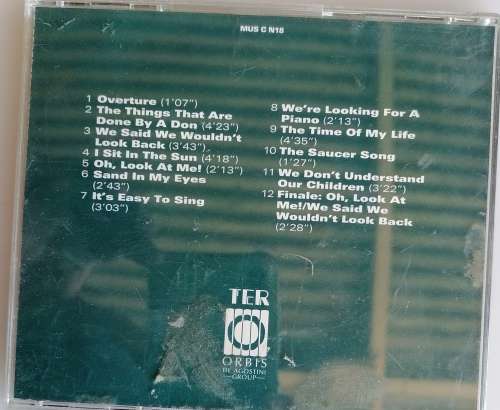 MUS C N18
1 Overture (1'07")
2 The Things That Are
Done By A Don (4'23")
3 We Said We Wouldn't
Look Back (3'43")
4 I Sit In The Sun (4'18")
5 Oh, Look At Me! (2'13")
6 Sand In My Eyes
(2'43")
7 It's Easy To Sing
(3'03")
8 We're Looking For A
Piano (2'13")
9 The Time Of My Life
(4'35")
10 The Saucer Song
(1'27")
11 We Don't Understand
Our Children (3'22")
12 Finale: Oh, Look At
Me!/We Said We
Wouldn't Look Back
(2'28")
TER
ORBIS
DE AGOSTINI
GROUP